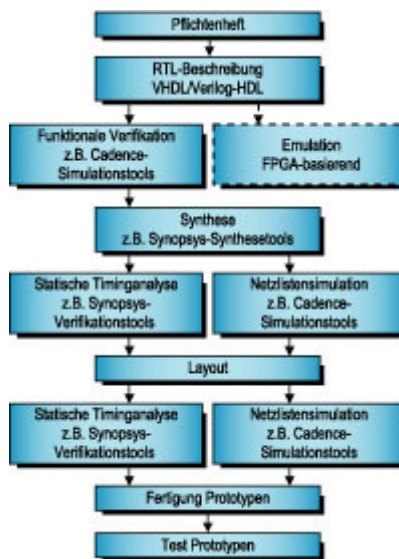 Pflichtenheft
RTL-Beschreibung
VHDL/Verilog-HDL
Funktionale Verifikation
z.B. Cadence-
Simulationstools
Emulation
FPGA-basierend
Synthese
z.B. Synopsys-Synthesetools
Statische Timinganalyse
z.B. Synopsys-
Verifikationstools
Netzlistensimulation
z.B. Cadence-
Simulationstools
Layout
Statische Timinganalyse
z.B. Synopsys-
Verifikationstools
Netzlistensimulation
z.B. Cadence-
Simulationstools
Fertigung Prototypen
Test Prototypen